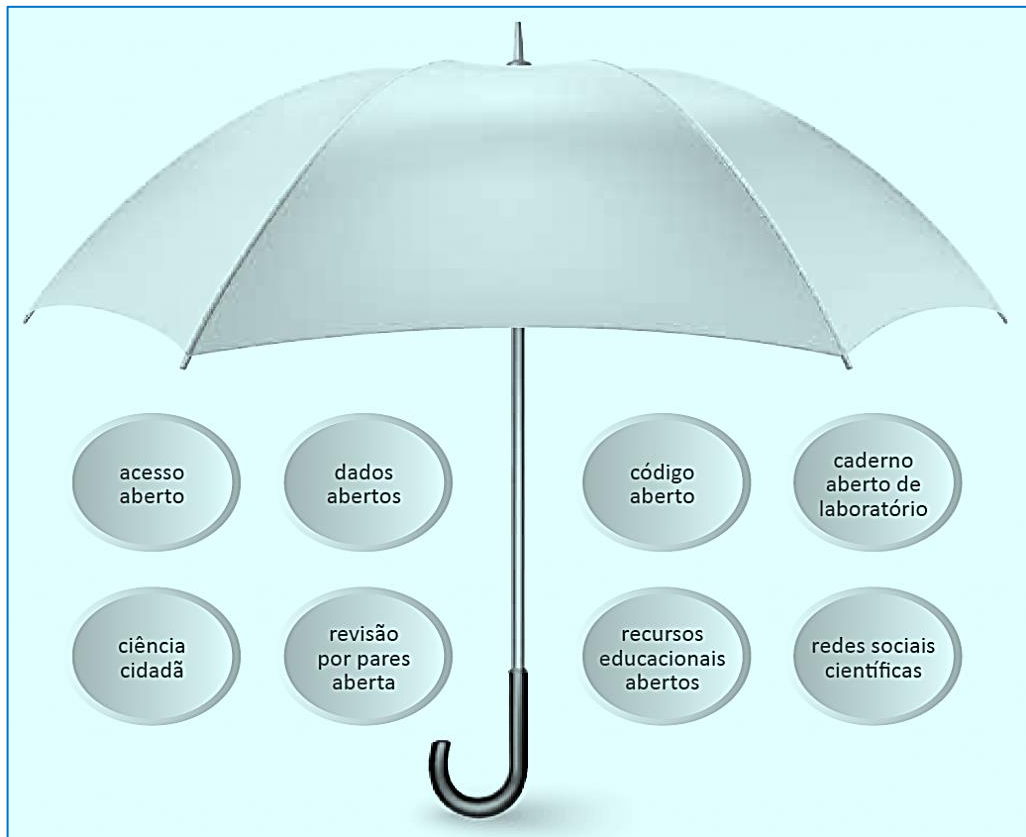 acesso
aberto
dados
abertos
código
aberto
caderno
aberto de
laboratório
ciência
cidadã
revisão
por pares
aberta
recursos
educacionais
abertos
redes sociais
científicas